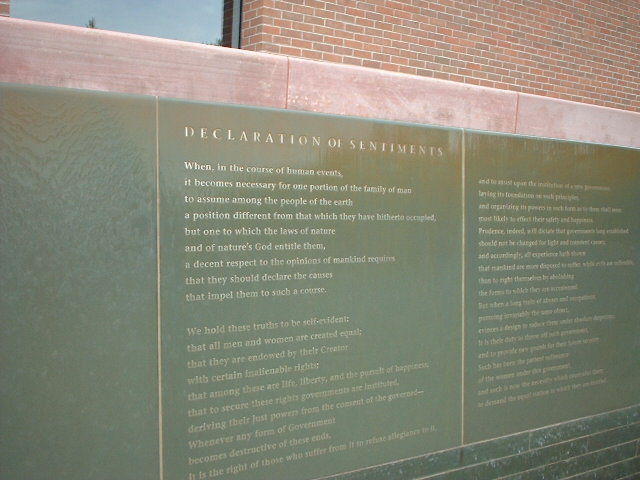 DECLARATION OF SENTIMENTS
When, in the course of human events,
it becomes necessary for one portion of the family of man
to assume among the people of the earth
a position different from that which they have hitherto occupied,
but one to which the laws of nature
and of nature's God entitle them,
a decent respect to the opinions of mankind requires
that they should declare the causes
that impel them to such a course.
We hold these truths to be self-evident:
that all men and women are created equal;
that they are endowed by their Creator
with certain inalienable rights;
that among these are life, liberty, and the pursuit of happiness;
that to secure these rights governments are instituted,
deriving their just powers from the consent of the governed—
Whenever any form of Government
becomes destructive of these ends,
it is the right of those who suffer from it to refuse allegiance to it,
and to insist upon the institution of a new government,
laying its foundation on such principles,
and organizing its powers in such form as to them shall seem
most likely to effect their safety and happiness.
Prudence, indeed, will dictate that governments long established
should not be changed for light and transient causes;
and accordingly, all experience hath shown
that mankind are more disposed to suffer, while evils are sufferable,
than to right themselves by abolishing
the forms to which they are accustomed.
But when a long train of abuses and usurpations,
pursuing invariably the same object,
evinces a design to reduce them under absolute despotism,
it is their duty to throw off such government,
and to provide new guards for their future security.
Such has been the patient sufferance
of the women under this government,
and such is now the necessity which constrains them
to demand the equal station to which they are entitled.